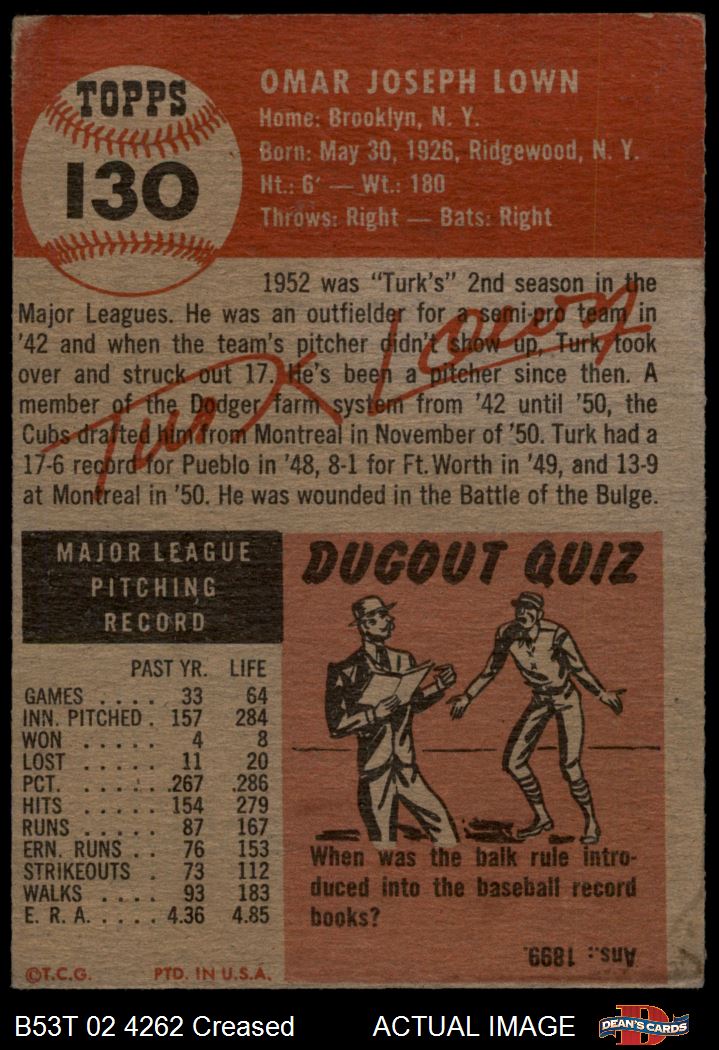 TOPPS
130
OMAR JOSEPH LOWN
Home: Brooklyn, N. Y.
Born: May 30, 1926, Ridgewood, N. Y.
Ht.: 6' — Wt.: 180
Throws: Right — Bats: Right
1952 was "Turk's" 2nd season in the
Major Leagues. He was an outfielder for a semi-pro team in
'42 and when the team's pitcher didn't show up, Turk took
over and struck out 17. He's been a pitcher since then. A
member of the Dodger farm system from '42 until '50, the
Cubs drafted him from Montreal in November of '50. Turk had a
17-6 record for Pueblo in '48, 8-1 for Ft. Worth in '49, and 13-9
at Montreal in '50. He was wounded in the Battle of the Bulge.
Turk Lown
MAJOR LEAGUE
PITCHING
RECORD
PAST YR. LIFE
GAMES .... 33 64
INN. PITCHED . 157 284
WON ..... 4 8
LOST ..... 11 20
PCT. ..... .267 .286
HITS ..... 154 279
RUNS ..... 87 167
ERN. RUNS .. 76 153
STRIKEOUTS . 73 112
WALKS .... 93 183
E. R. A. .... 4.36 4.85
DUGOUT QUIZ
When was the balk rule intro-
duced into the baseball record
books?
Ans.: 1899.
©T.C.G. PTD. IN U.S.A.
B53T 02 4262 Creased ACTUAL IMAGE
D
DEAN'S CARDS